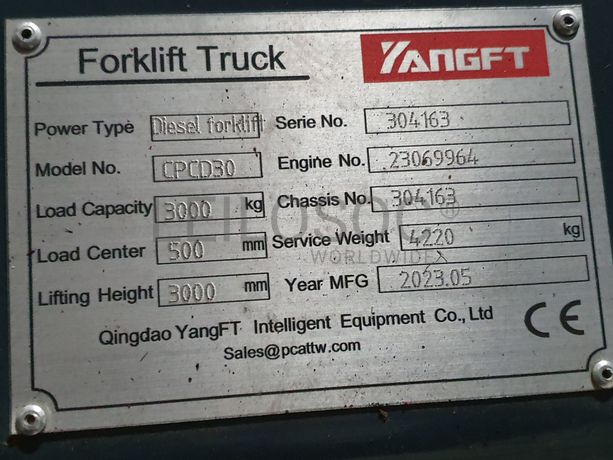 Forklift Truck YANGFT
Power Type Diesel forklift Serie No. 304163
Model No. CPCD30 Engine No. 23069964
Load Capacity 3000 kg Chassis No. 304163
LEILOSOC®
WORLDWIDE
Load Center 500 mm Service Weight 4220 kg
Lifting Height 3000 mm Year MFG 2023.05
Qingdao YangFT Intelligent Equipment Co., Ltd CE
Sales@pcattw.com